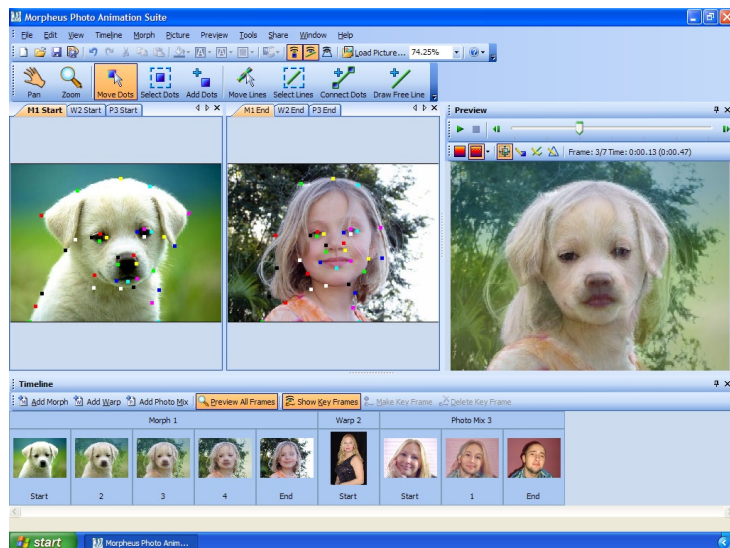 Morpheus Photo Animation Suite
File Edit View Timeline Morph Picture Preview Tools Share Window Help
Load Picture... 74.25%
Pan Zoom Move Dots Select Dots Add Dots Move Lines Select Lines Connect Dots Draw Free Line
M1 Start W2 Start P3 Start
M1 End W2 End P3 End
Preview
Frame: 3/7 Time: 0:00.13 (0:00.47)
Timeline
Add Morph Add Warp Add Photo Mix Preview All Frames Show Key Frames Make Key Frame Delete Key Frame
Morph 1 Warp 2 Photo Mix 3
Start 2 3 4 End Start Start 1 End
start Morpheus Photo Anim...